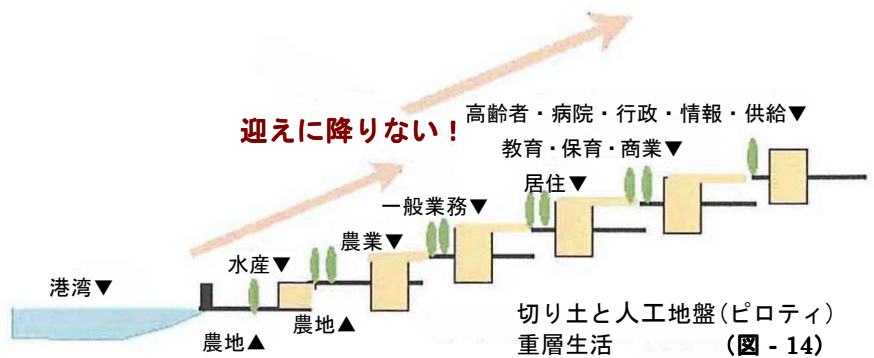 高齢者・病院・行政・情報・供給▼
迎えに降りない！
教育・保育・商業▼
居住▼
一般業務▼
農業▼
水産▼
港湾▼
農地▲
農地▲
切り土と人工地盤(ピロティ)
重層生活 (図 - 14)